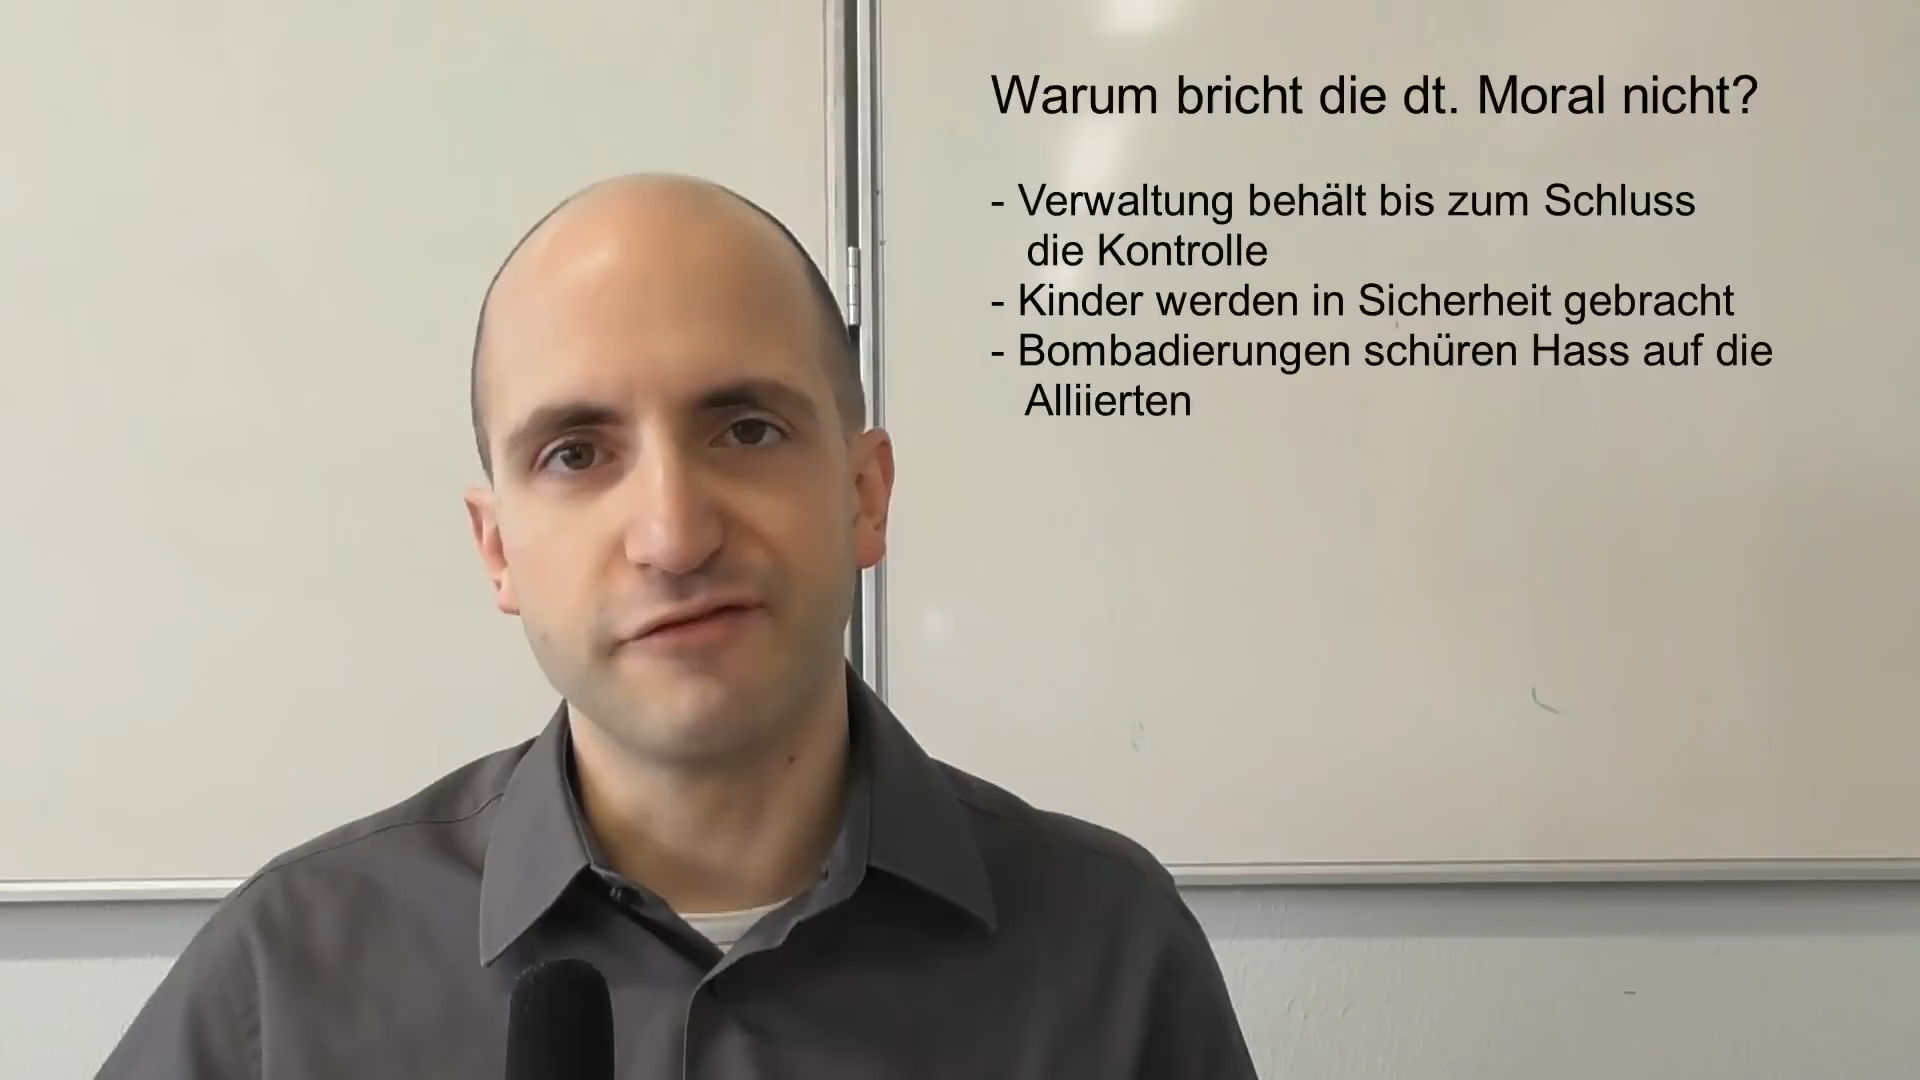 Warum bricht die dt. Moral nicht?
- Verwaltung behält bis zum Schluss
die Kontrolle
- Kinder werden in Sicherheit gebracht
- Bombadierungen schüren Hass auf die
Alliierten